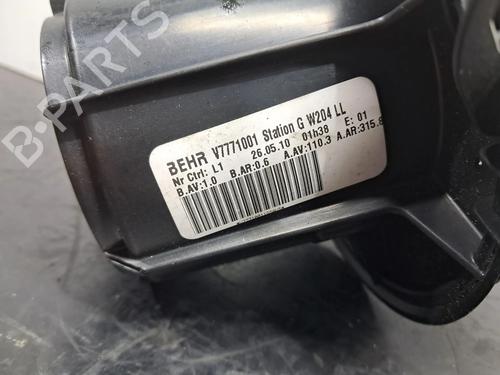 B-PARTS
BEHR V7771001 Station G W204 LL
Nr Ctrl: L1 26.05.10 01h38 E: 01
B.AV:1.0 B.AR:0.6 A.AV:110.3 A.AR:315.8